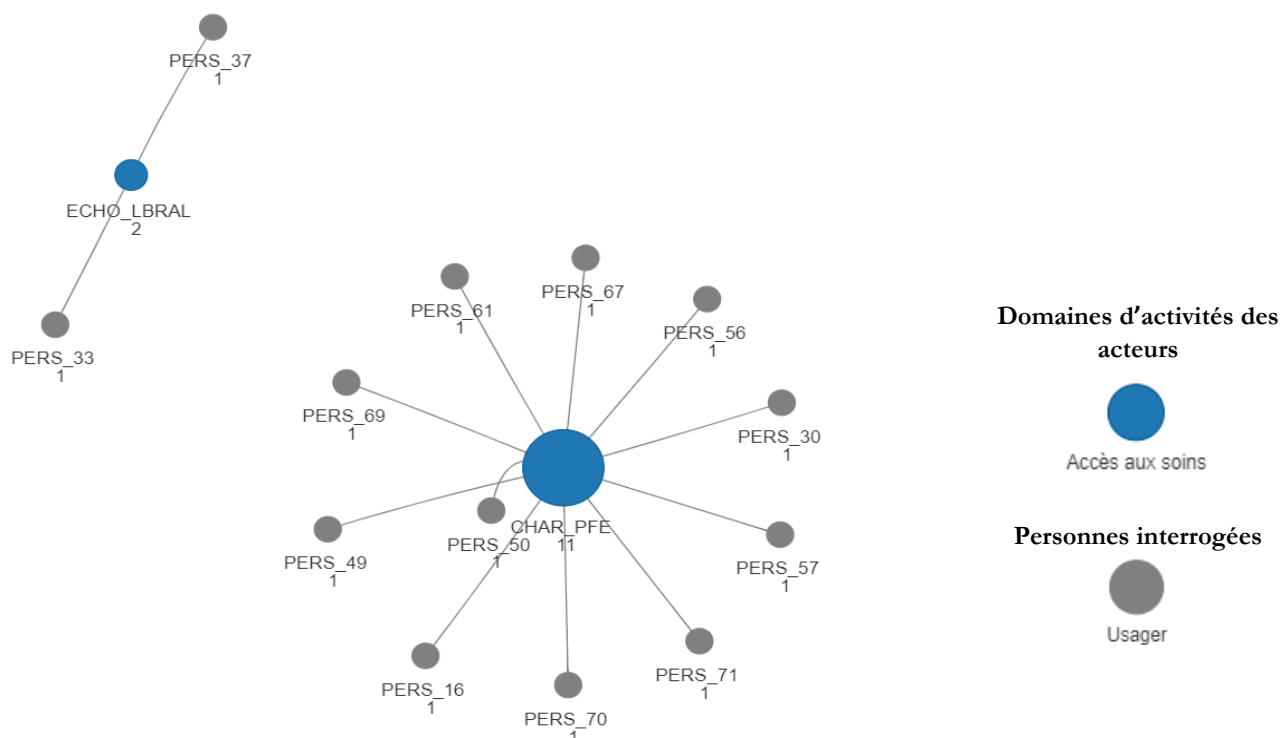 PERS_37
1
ECHO_LBRAL
2
PERS_33
1
PERS_61
1
PERS_67
1
PERS_56
1
PERS_69
1
PERS_30
1
PERS_49
1
PERS_50
1
CHAR_PFE
11
PERS_57
1
PERS_16
1
PERS_70
1
PERS_71
1
Domaines d’activités des
acteurs
Accès aux soins
Personnes interrogées
Usager